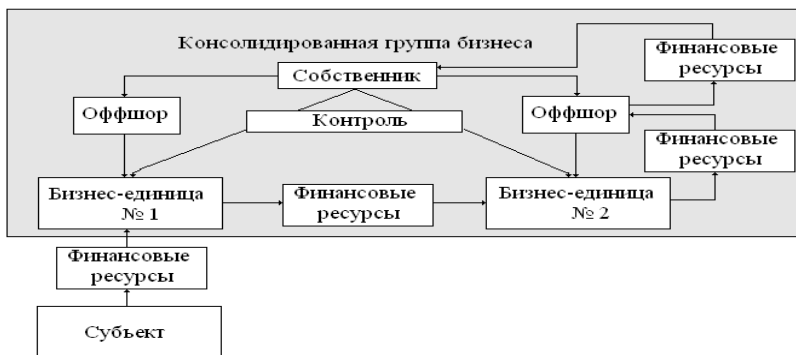 Консолидированная группа бизнеса
Финансовые
ресурсы
Собственник
Оффшор
Контроль
Оффшор
Финансовые
ресурсы
Бизнес-единица
№ 1
Финансовые
ресурсы
Бизнес-единица
№ 2
Финансовые
ресурсы
Субъект